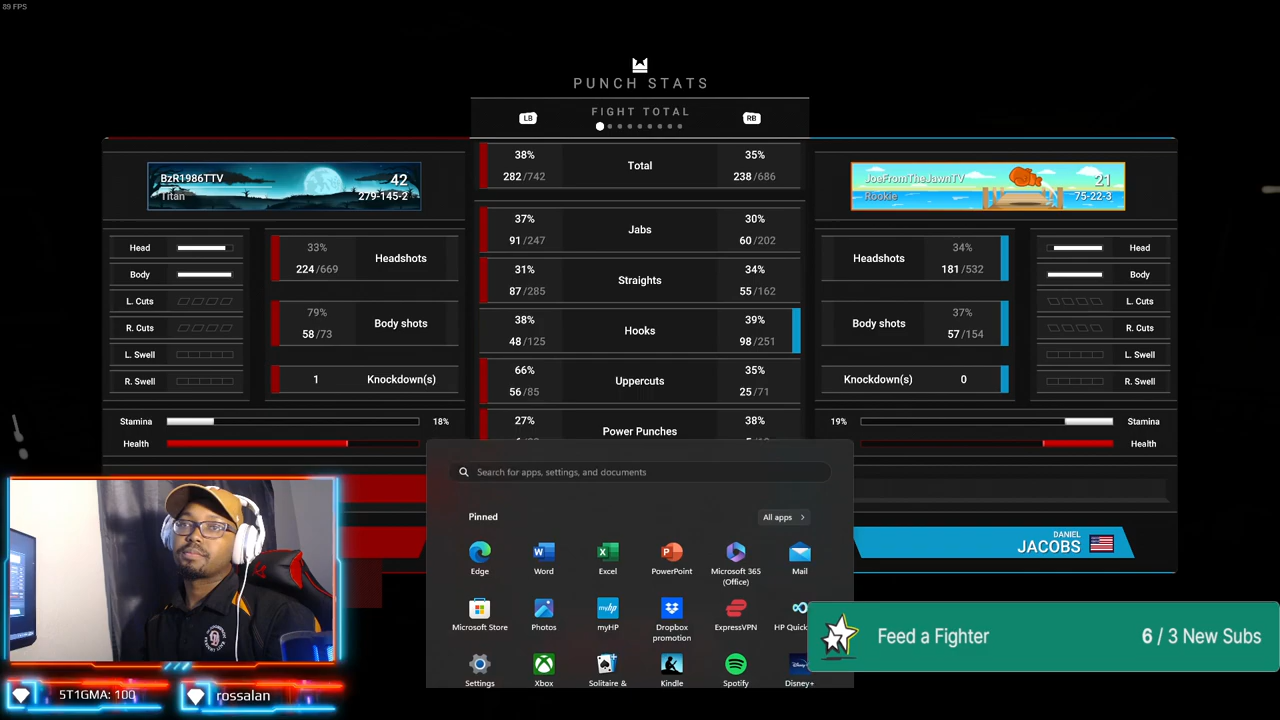 89 FPS
PUNCH STATS
LB
FIGHT TOTAL
RB
BzR1986TTV
42
Titan
279-145-2
JoeFromTheJawnTV
21
Rookie
75-22-3
38%
282/742
Total
35%
238/686
37%
91/247
Jabs
30%
60/202
31%
87/285
Straights
34%
55/162
38%
48/125
Hooks
39%
98/251
66%
56/85
Uppercuts
35%
25/71
27%
Power Punches
38%
Head
Body
L. Cuts
R. Cuts
L. Swell
R. Swell
33%
224/669
Headshots
79%
58/73
Body shots
1
Knockdown(s)
Headshots
34%
181/532
Body shots
37%
57/154
Knockdown(s)
0
Head
Body
L. Cuts
R. Cuts
L. Swell
R. Swell
Stamina
18%
Health
19%
Stamina
Health
Search for apps, settings, and documents
Pinned
All apps
Edge
Word
Excel
PowerPoint
Microsoft 365
(Office)
Mail
Microsoft Store
Photos
myHP
Dropbox
promotion
ExpressVPN
HP Quick
Settings
Xbox
Solitaire &
Kindle
Spotify
Disney+
DANIEL
JACOBS
Feed a Fighter
6 / 3 New Subs
5T1GMA: 100
rossalan